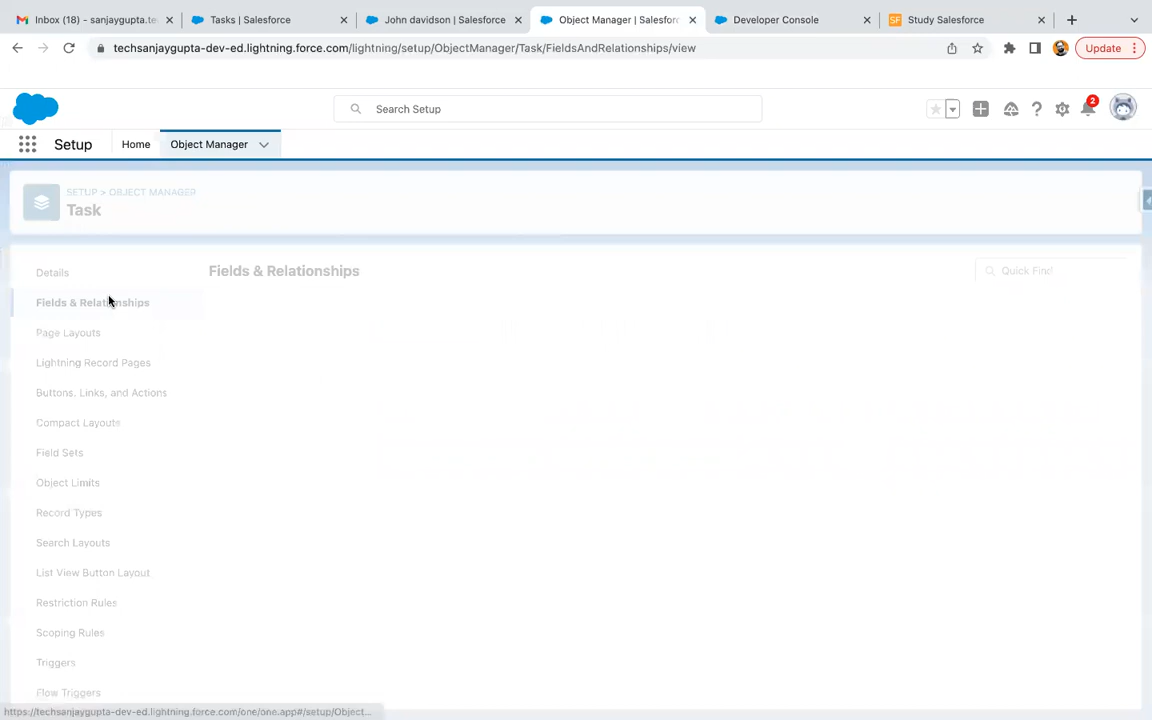 Inbox (18) - sanjaygupta.te
Tasks | Salesforce
John davidson | Salesforce
Object Manager | Salesfor
Developer Console
SF Study Salesforce
techsanjaygupta-dev-ed.lightning.force.com/lightning/setup/ObjectManager/Task/FieldsAndRelationships/view
Update
Search Setup
2
Setup
Home
Object Manager
SETUP > OBJECT MANAGER
Task
Details
Fields & Relationships
Quick Find
Fields & Relationships
Page Layouts
Lightning Record Pages
Buttons, Links, and Actions
Compact Layouts
Field Sets
Object Limits
Record Types
Search Layouts
List View Button Layout
Restriction Rules
Scoping Rules
Triggers
Flow Triggers
https://techsanjaygupta-dev-ed.lightning.force.com/one/one.app#/setup/Object...